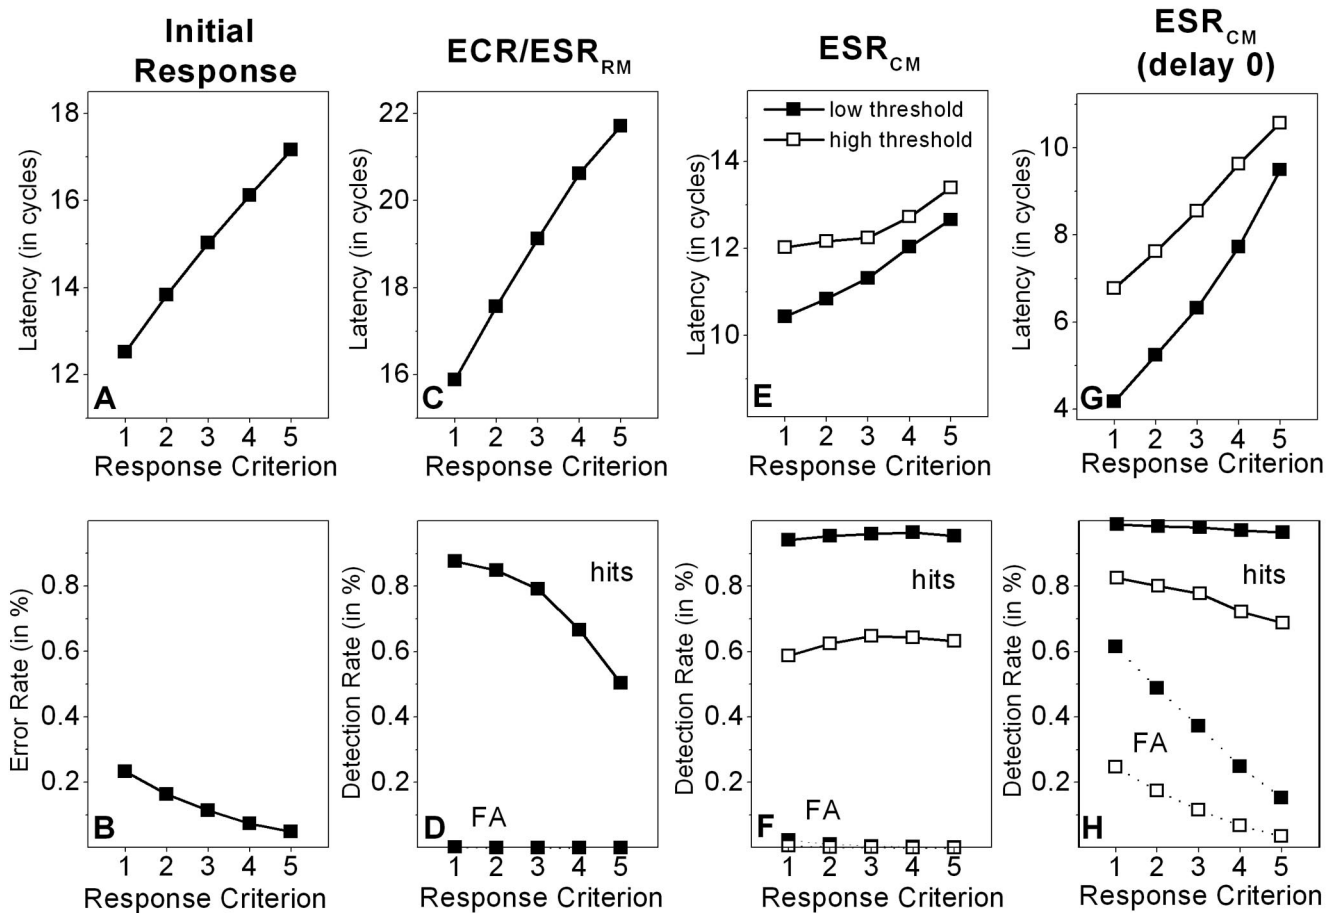 Initial
Response
ECR/ESR_RM
ESR_CM
ESR_CM
(delay 0)
Latency (in cycles)
18
16
14
12
A
1 2 3 4 5
Response Criterion
Latency (in cycles)
22
20
18
16
C
1 2 3 4 5
Response Criterion
Latency (in cycles)
low threshold
high threshold
14
12
10
E
1 2 3 4 5
Response Criterion
Latency (in cycles)
10
8
6
4
G
1 2 3 4 5
Response Criterion
Error Rate (in %)
0.8
0.6
0.4
0.2
B
1 2 3 4 5
Response Criterion
Detection Rate (in %)
0.8
0.6
0.4
0.2
hits
FA
D
1 2 3 4 5
Response Criterion
Detection Rate (in %)
0.8
0.6
0.4
0.2
hits
FA
F
1 2 3 4 5
Response Criterion
Detection Rate (in %)
0.8
0.6
0.4
0.2
hits
FA
H
1 2 3 4 5
Response Criterion